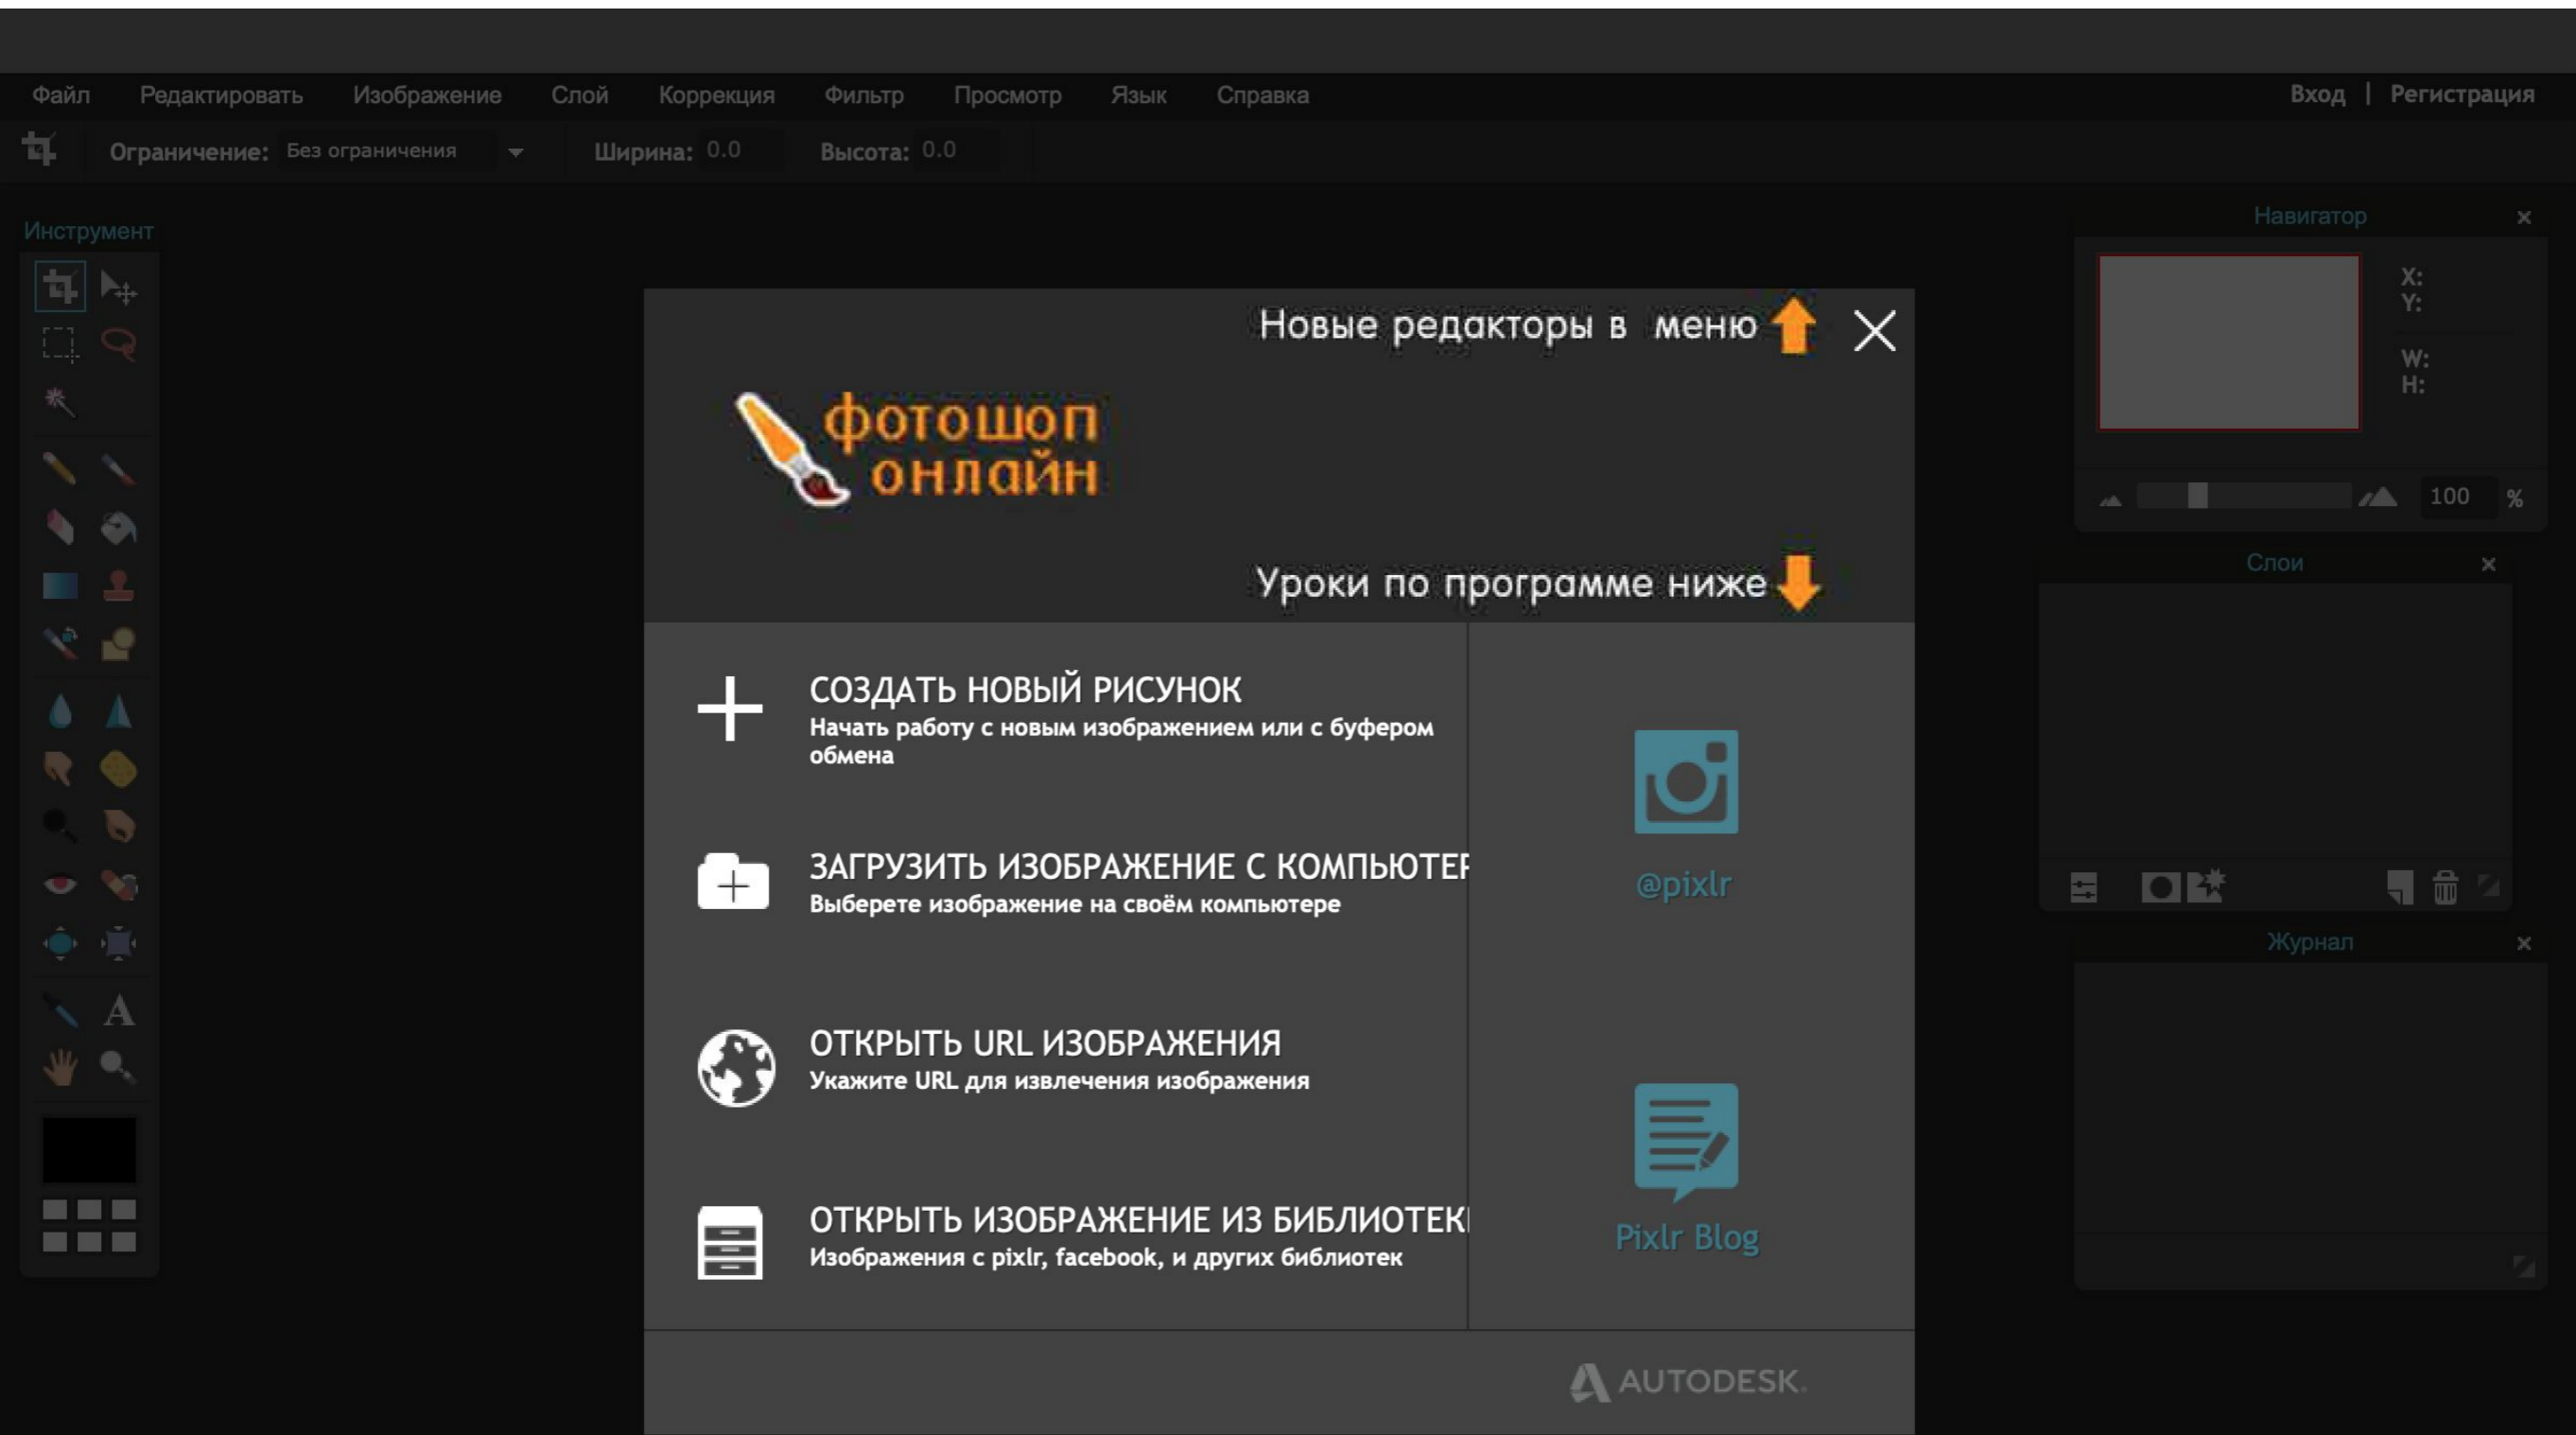 Файл Редактировать Изображение Слой Коррекция Фильтр Просмотр Язык Справка Вход | Регистрация
Ограничение: Без ограничения Ширина: 0.0 Высота: 0.0
Инструмент
A
Новые редакторы в меню
фотошоп
онлайн
Уроки по программе ниже
СОЗДАТЬ НОВЫЙ РИСУНОК
Начать работу с новым изображением или с буфером
обмена
ЗАГРУЗИТЬ ИЗОБРАЖЕНИЕ С КОМПЬЮТЕР
Выберете изображение на своём компьютере
ОТКРЫТЬ URL ИЗОБРАЖЕНИЯ
Укажите URL для извлечения изображения
ОТКРЫТЬ ИЗОБРАЖЕНИЕ ИЗ БИБЛИОТЕК
Изображения с pixlr, facebook, и других библиотек
@pixlr
Pixlr Blog
AUTODESK.
Навигатор
X:
Y:
W:
H:
100 %
Слои
Журнал